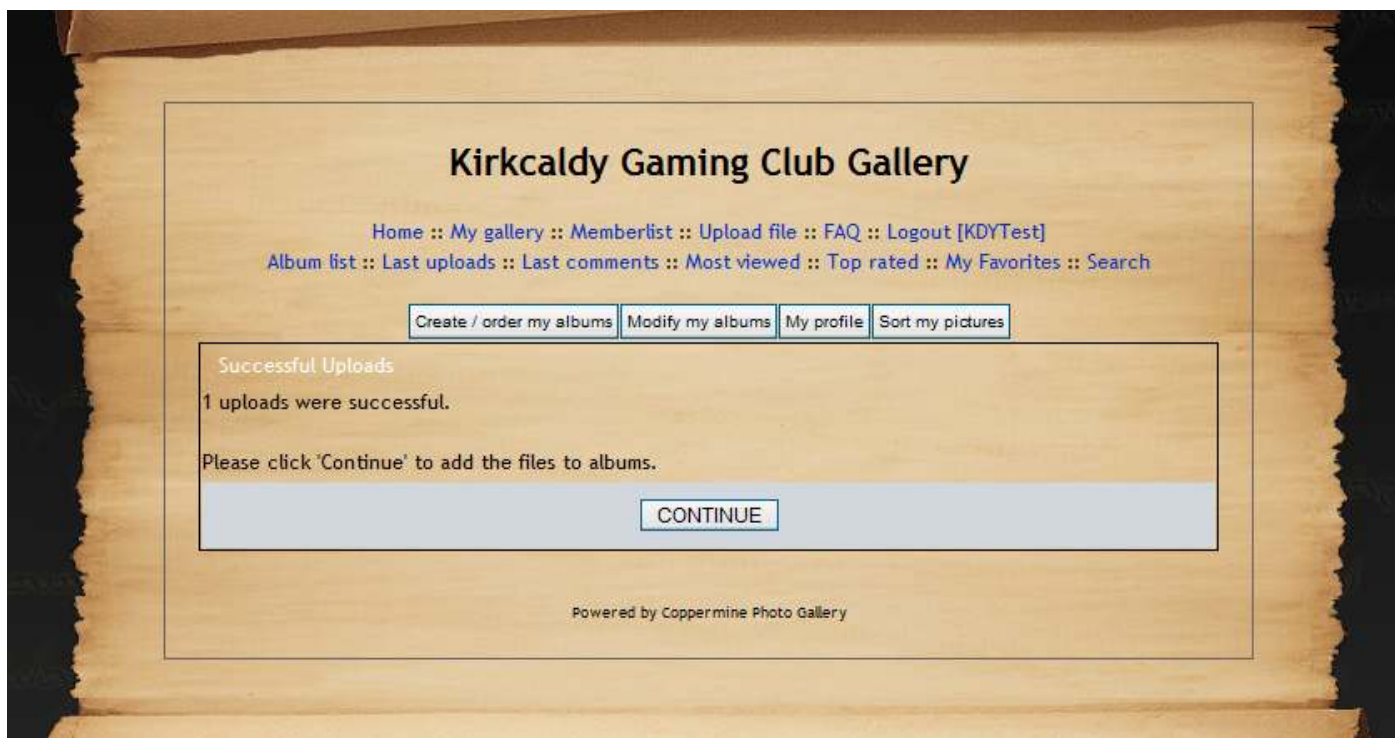 Kirkcaldy Gaming Club Gallery
Home :: My gallery :: Memberlist :: Upload file :: FAQ :: Logout [KDYTest]
Album list :: Last uploads :: Last comments :: Most viewed :: Top rated :: My Favorites :: Search
Create / order my albums Modify my albums My profile Sort my pictures
Successful Uploads
1 uploads were successful.
Please click 'Continue' to add the files to albums.
CONTINUE
Powered by Coppermine Photo Gallery